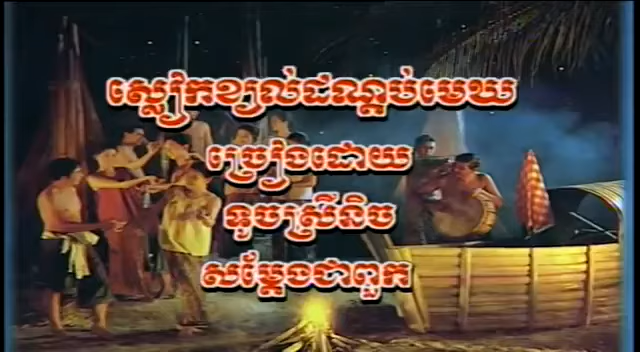 ស្លៀកខ្យល់ដណ្ដប់មេឃ
ច្រៀងដោយ
ទូចស្រីនិច
សម្ដែងជាពួក